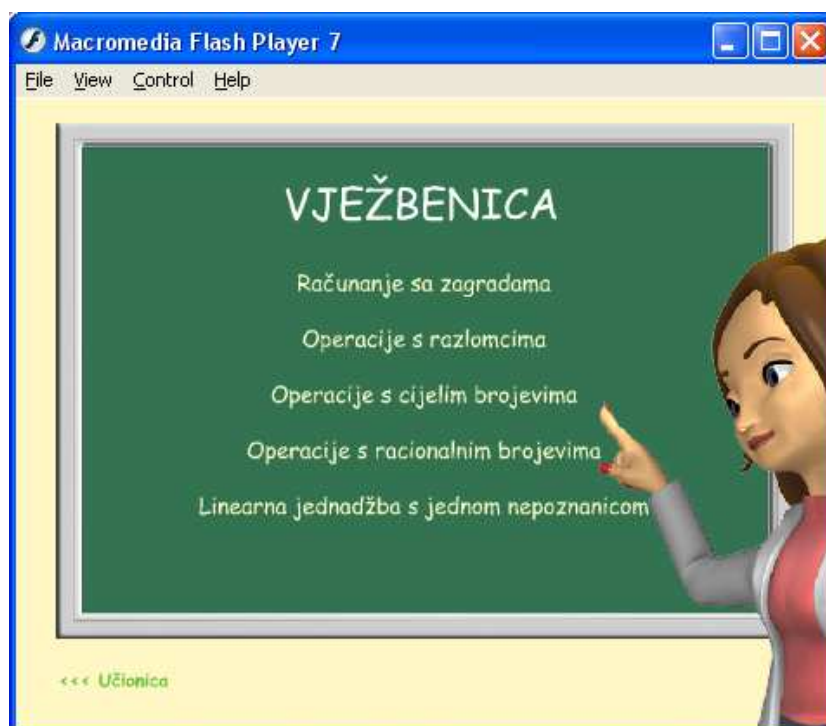 Macromedia Flash Player 7
File View Control Help
VJEŽBENICA
Računanje sa zagradama
Operacije s razlomcima
Operacije s cijelim brojevima
Operacije s racionalnim brojevima
Linearna jednadžba s jednom nepoznanicom
<<< Učionica